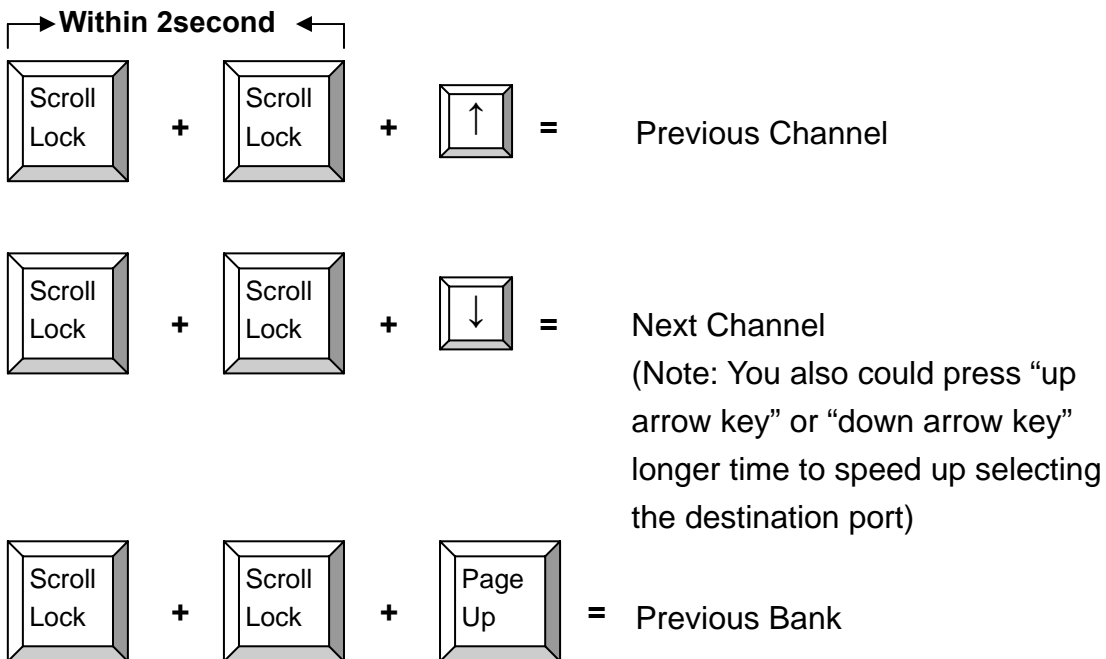 Within 2second
Scroll Lock + Scroll Lock + ↑ = Previous Channel
Scroll Lock + Scroll Lock + ↓ = Next Channel
(Note: You also could press “up
arrow key” or “down arrow key”
longer time to speed up selecting
the destination port)
Scroll Lock + Scroll Lock + Page Up = Previous Bank